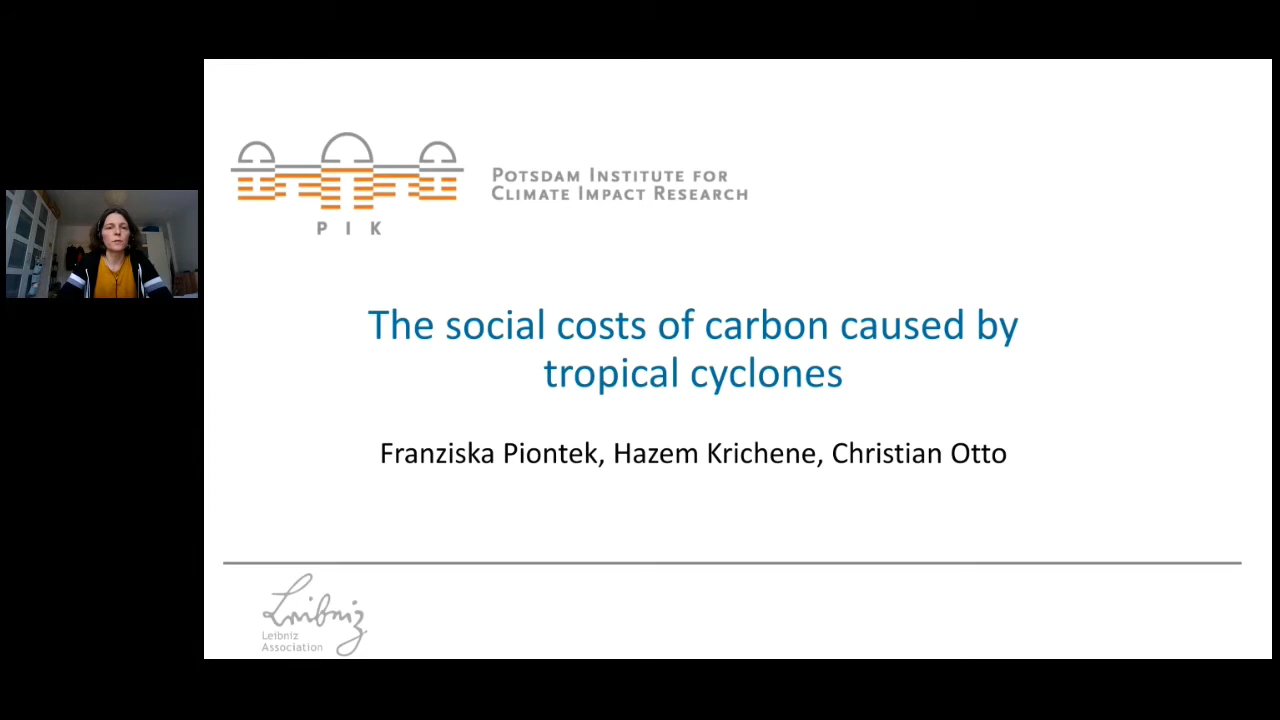 POTSDAM INSTITUTE FOR
CLIMATE IMPACT RESEARCH
P I K
The social costs of carbon caused by
tropical cyclones
Franziska Piontek, Hazem Krichene, Christian Otto
Leibniz
Leibniz
Association